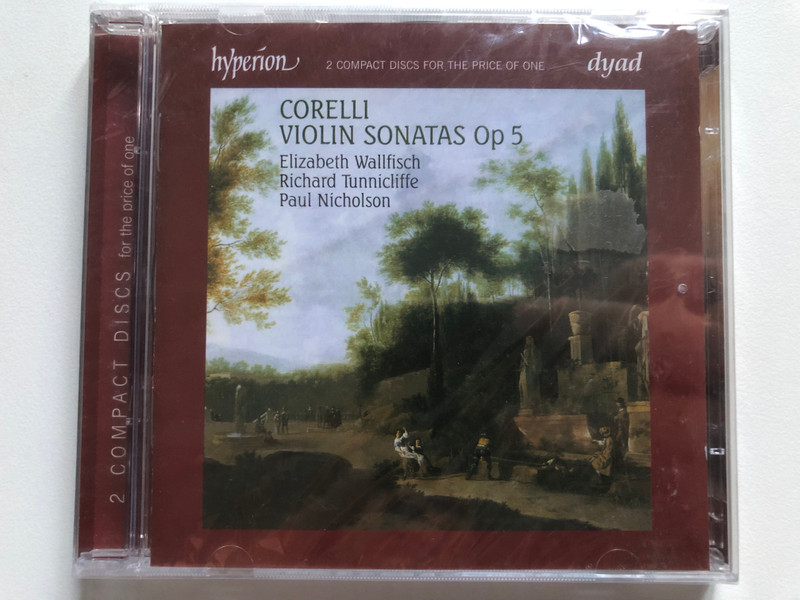 hyperion
2 COMPACT DISCS FOR THE PRICE OF ONE
dyad
CORELLI
VIOLIN SONATAS Op 5
Elizabeth Wallfisch
Richard Tunnicliffe
Paul Nicholson
2 COMPACT DISCS for the price of one